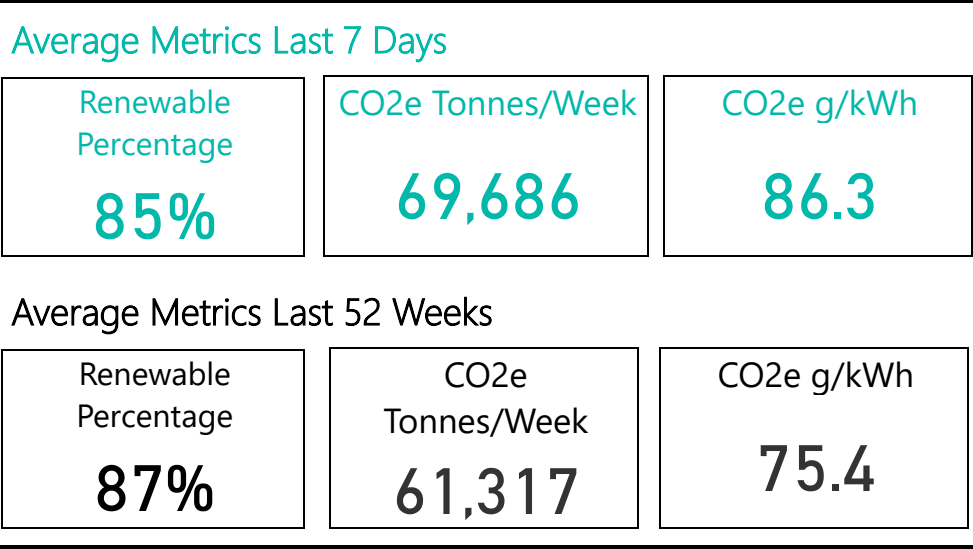 Average Metrics Last 7 Days
Renewable
Percentage
85%
CO2e Tonnes/Week
69,686
CO2e g/kWh
86.3
Average Metrics Last 52 Weeks
Renewable
Percentage
87%
CO2e
Tonnes/Week
61,317
CO2e g/kWh
75.4